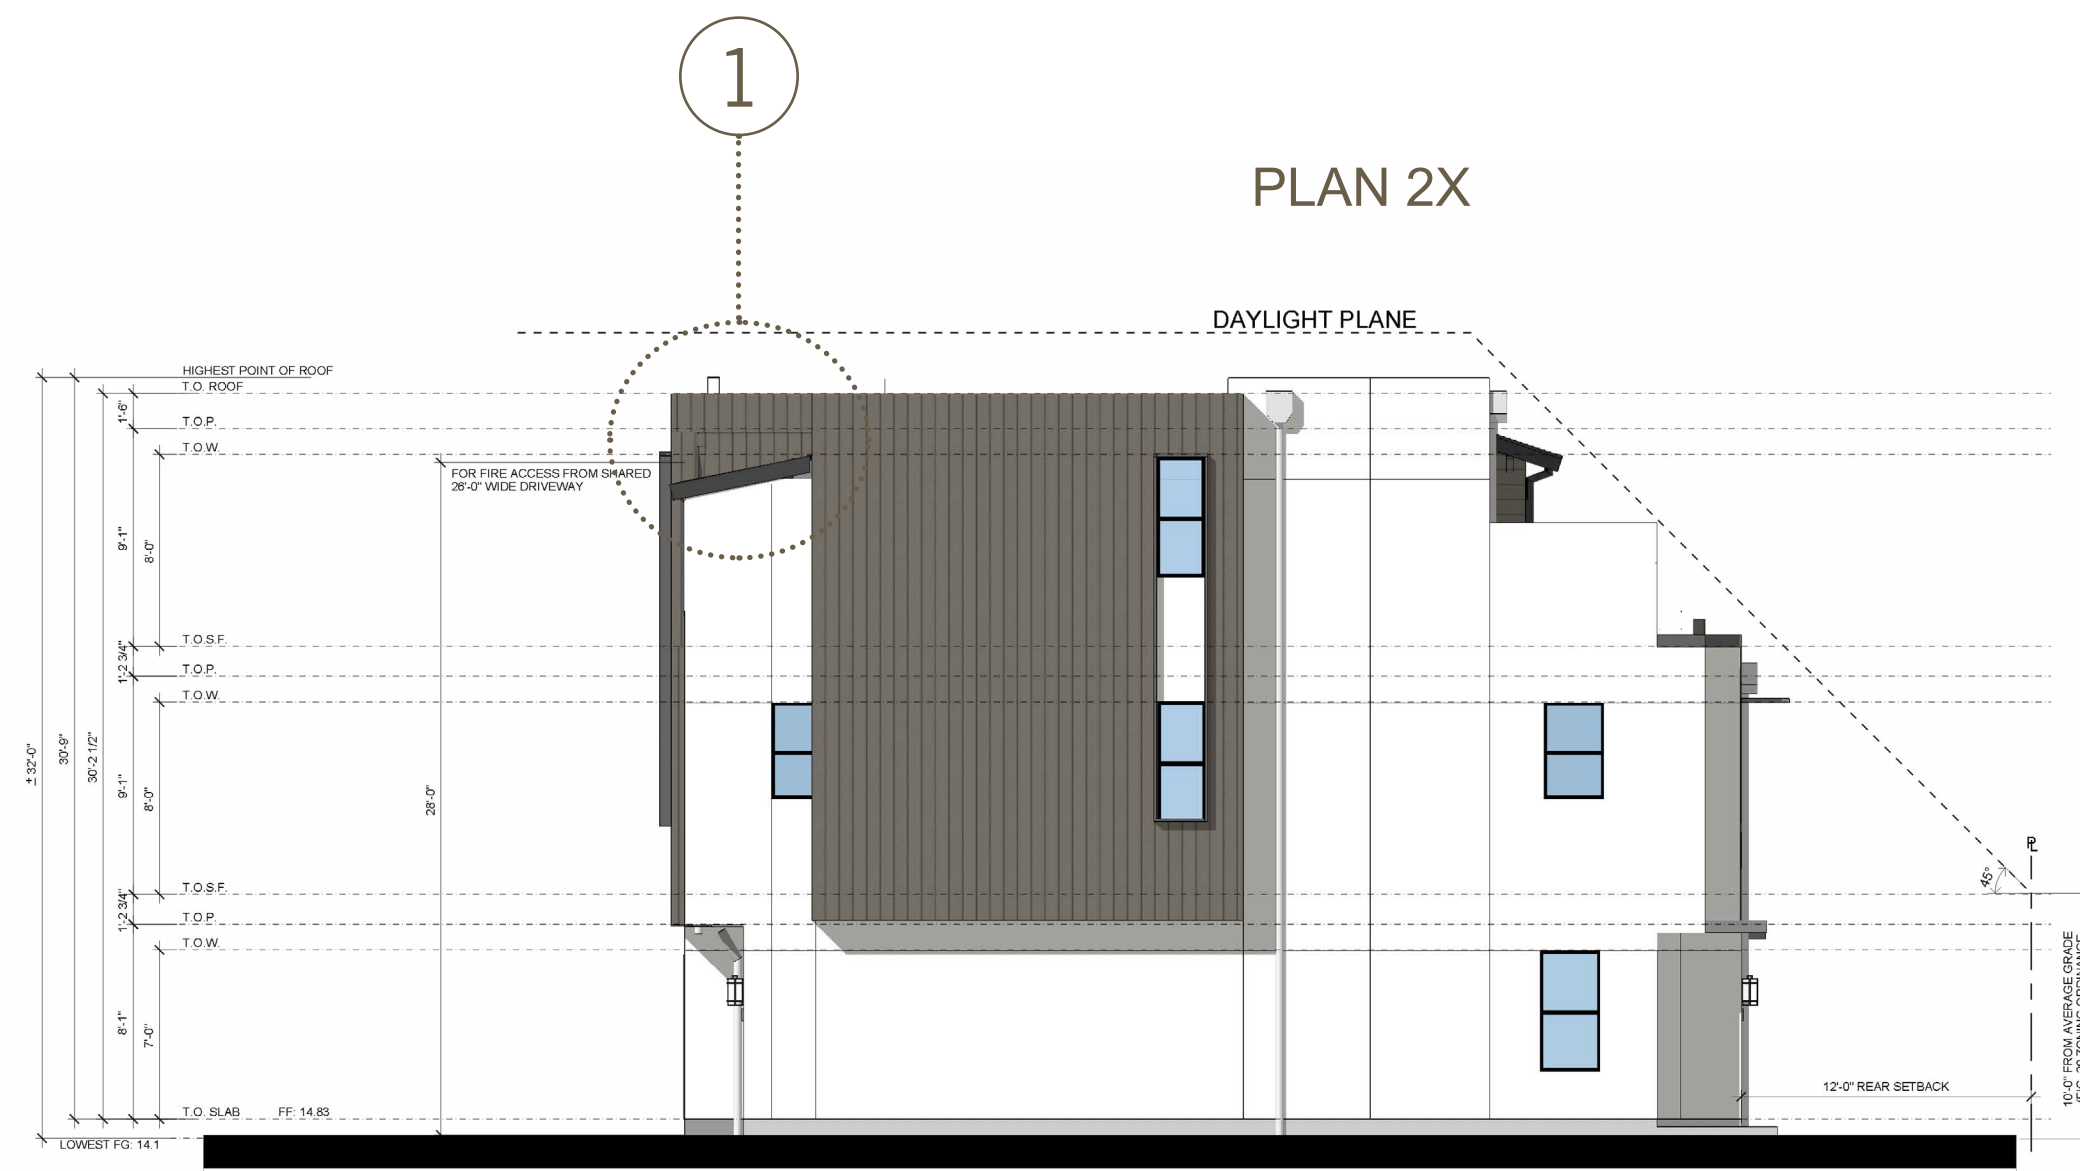 1
PLAN 2X
DAYLIGHT PLANE
HIGHEST POINT OF ROOF
T.O. ROOF
1'-6"
T.O.P.
T.O.W.
FOR FIRE ACCESS FROM SHARED
26'-0" WIDE DRIVEWAY
9'-1"
8'-0"
T.O.S.F.
1'-2 3/4"
T.O.P.
T.O.W.
± 32'-0"
30'-9"
30'-2 1/2"
9'-1"
8'-0"
28'-0"
PL
45°
T.O.S.F.
1'-2 3/4"
T.O.P.
T.O.W.
8'-1"
7'-0"
10'-0" FROM AVERAGE GRADE
12'-0" REAR SETBACK
T.O. SLAB FF: 14.83
LOWEST FG: 14.1